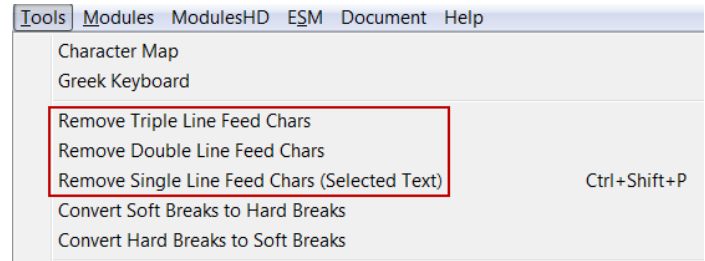 Tools Modules ModulesHD ESM Document Help
Character Map
Greek Keyboard
Remove Triple Line Feed Chars
Remove Double Line Feed Chars
Remove Single Line Feed Chars (Selected Text) Ctrl+Shift+P
Convert Soft Breaks to Hard Breaks
Convert Hard Breaks to Soft Breaks